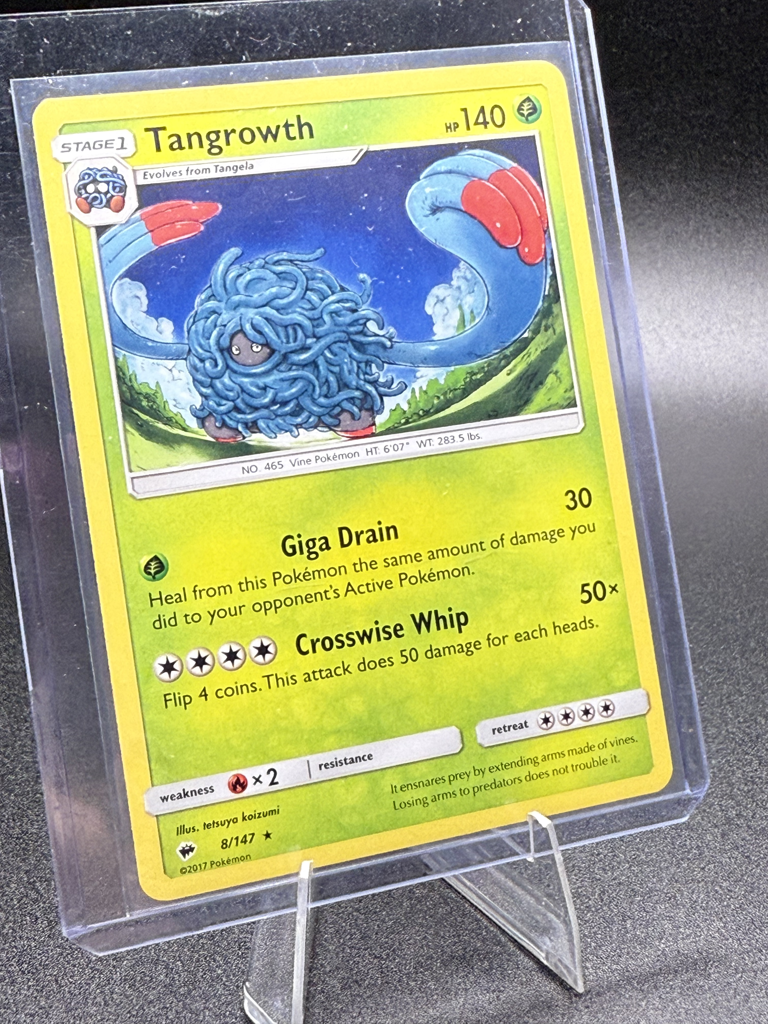 STAGE1 Tangrowth HP 140
Evolves from Tangela
NO. 465 Vine Pokémon HT: 6'07" WT: 283.5 lbs.
Giga Drain 30
Heal from this Pokémon the same amount of damage you
did to your opponent's Active Pokémon.
Crosswise Whip 50×
Flip 4 coins. This attack does 50 damage for each heads.
weakness ×2 resistance retreat
It ensnares prey by extending arms made of vines.
Losing arms to predators does not trouble it.
Illus. tetsuya koizumi
8/147 ★
©2017 Pokémon